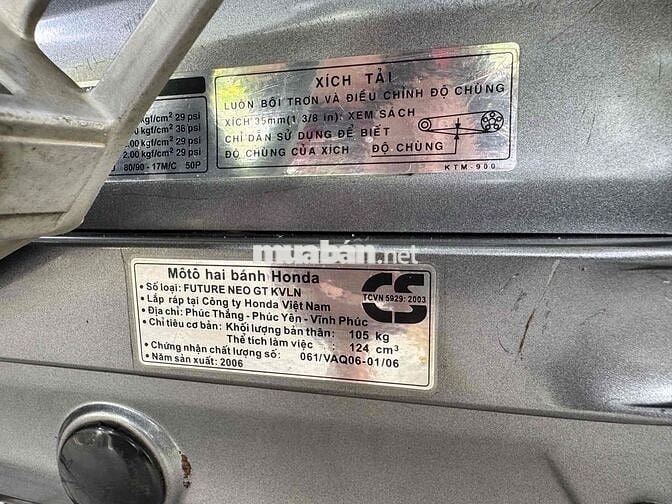 XÍCH TẢI
LUÔN BÔI TRƠN VÀ ĐIỀU CHỈNH ĐỘ CHÙNG
XÍCH 35mm(1,3/8 in): XEM SÁCH
CHỈ DẪN SỬ DỤNG ĐỂ BIẾT
ĐỘ CHÙNG CỦA XÍCH ĐỘ CHÙNG
KTM-900
kgf/cm² 29 psi
kgf/cm² 36 psi
.00 kgf/cm² 29 psi
2.00 kgf/cm² 29 psi
80/90-17M/C 50P
muaban.net
Môtô hai bánh Honda
• Số loại: FUTURE NEO GT KVLN
• Lắp ráp tại Công ty Honda Việt Nam
• Địa chỉ: Phúc Thắng - Phúc Yên - Vĩnh Phúc
• Chỉ tiêu cơ bản: Khối lượng bản thân: 105 kg
Thể tích làm việc : 124 cm³
• Chứng nhận chất lượng số: 061/VAQ06-01/06
• Năm sản xuất: 2006
CS
TCVN 5929: 2003